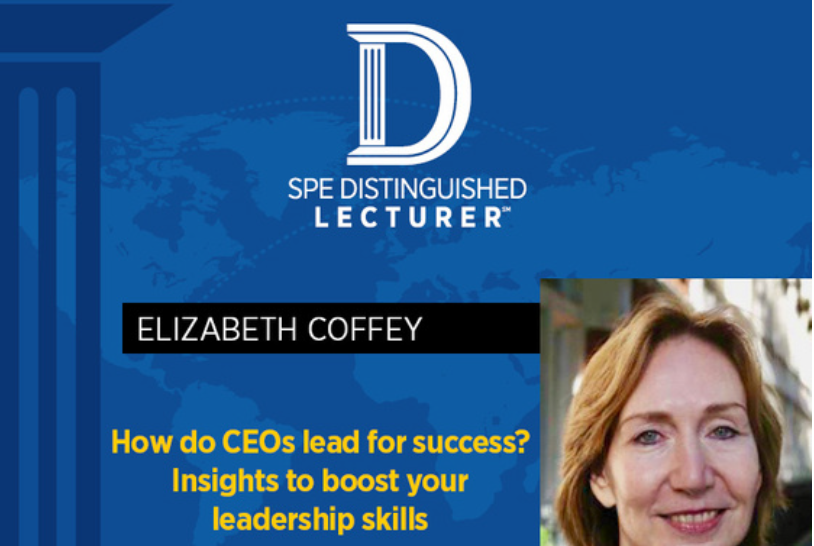 SPE DISTINGUISHED
LECTURER℠
ELIZABETH COFFEY
How do CEOs lead for success?
Insights to boost your
leadership skills